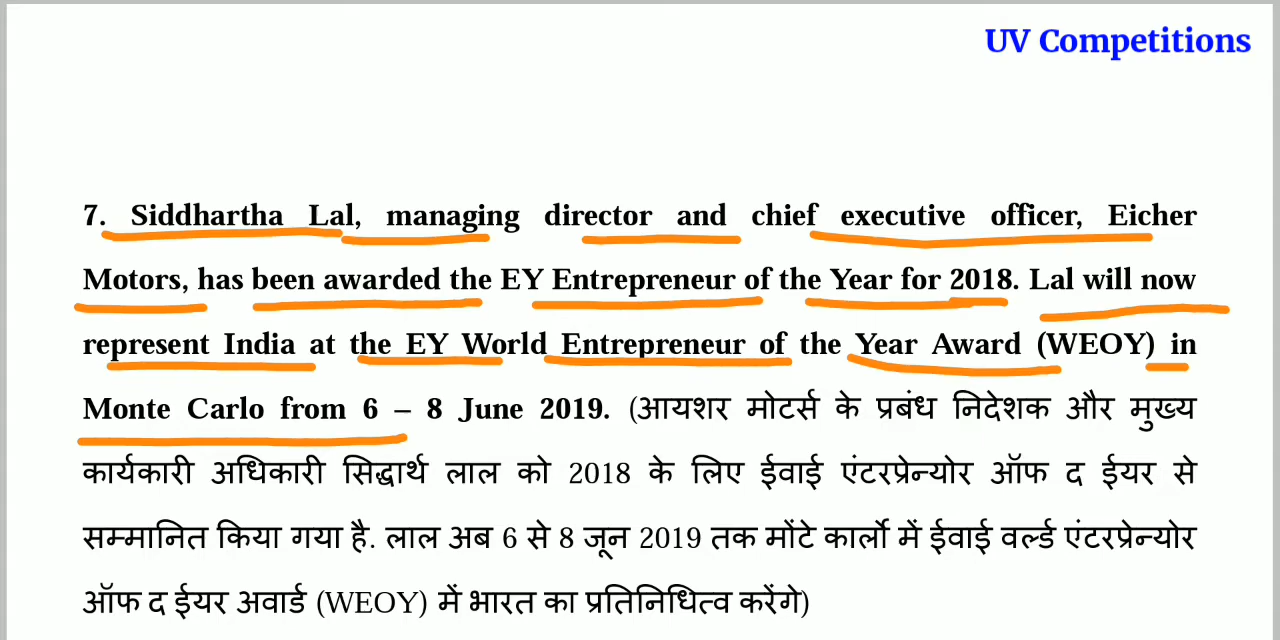 UV Competitions
7. Siddhartha Lal, managing director and chief executive officer, Eicher
Motors, has been awarded the EY Entrepreneur of the Year for 2018. Lal will now
represent India at the EY World Entrepreneur of the Year Award (WEOY) in
Monte Carlo from 6 – 8 June 2019. (आयशर मोटर्स के प्रबंध निदेशक और मुख्य
कार्यकारी अधिकारी सिद्धार्थ लाल को 2018 के लिए ईवाई एंटरप्रेन्योर ऑफ द ईयर से
सम्मानित किया गया है. लाल अब 6 से 8 जून 2019 तक मोंटे कार्लो में ईवाई वर्ल्ड एंटरप्रेन्योर
ऑफ द ईयर अवार्ड (WEOY) में भारत का प्रतिनिधित्व करेंगे)